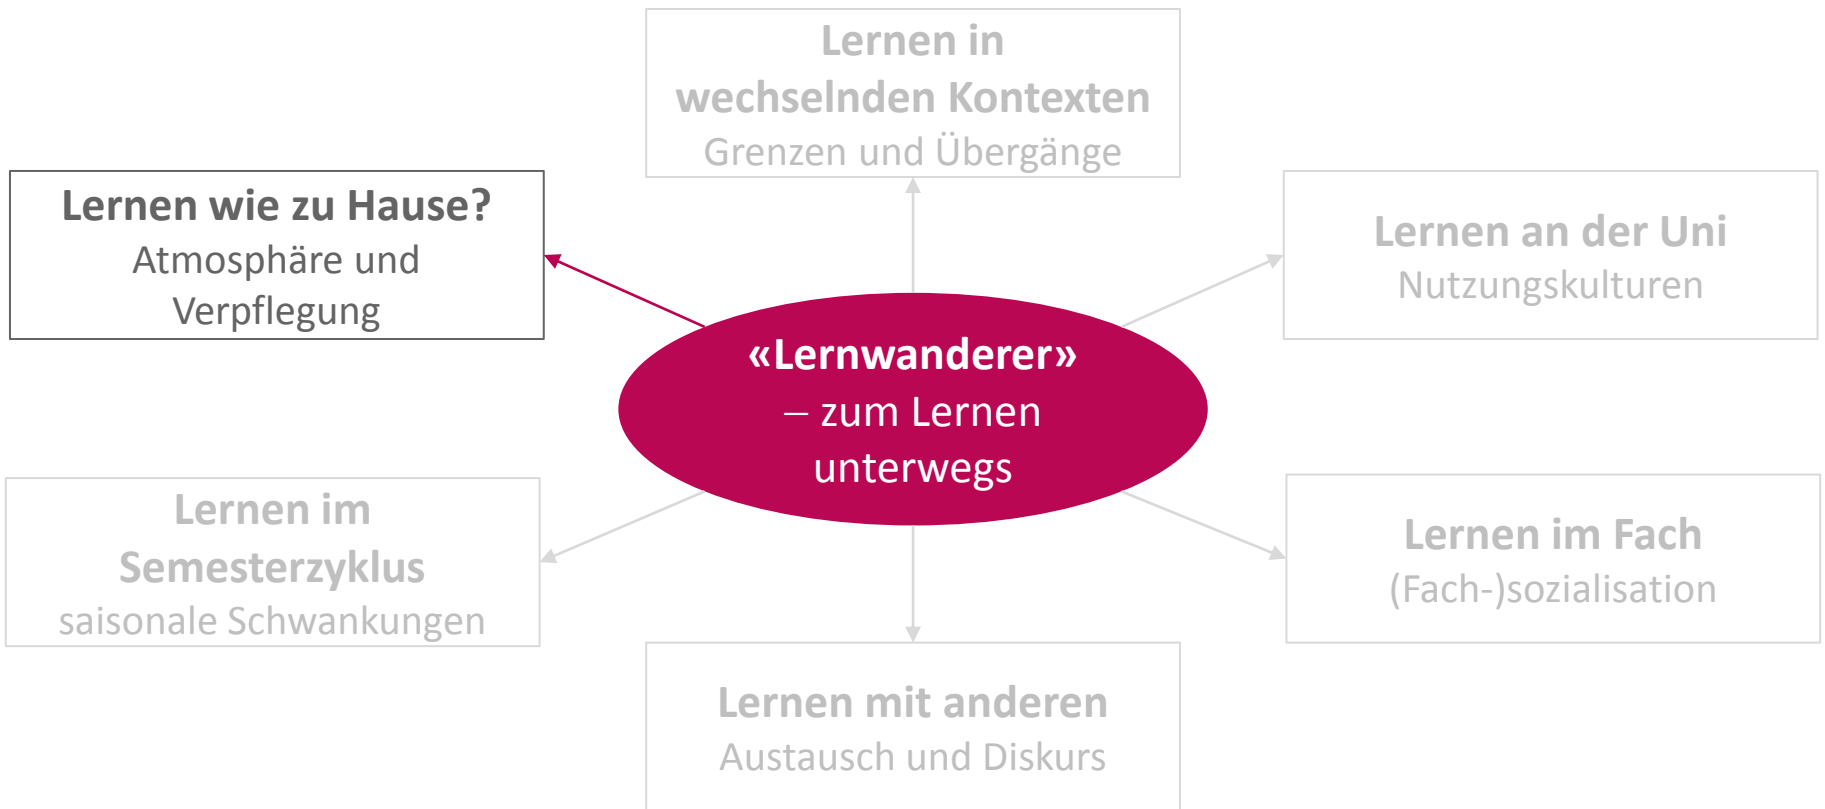 Lernen in
wechselnden Kontexten
Grenzen und Übergänge
Lernen wie zu Hause?
Atmosphäre und
Verpflegung
Lernen an der Uni
Nutzungskulturen
«Lernwanderer»
– zum Lernen
unterwegs
Lernen im
Semesterzyklus
saisonale Schwankungen
Lernen im Fach
(Fach-)sozialisation
Lernen mit anderen
Austausch und Diskurs